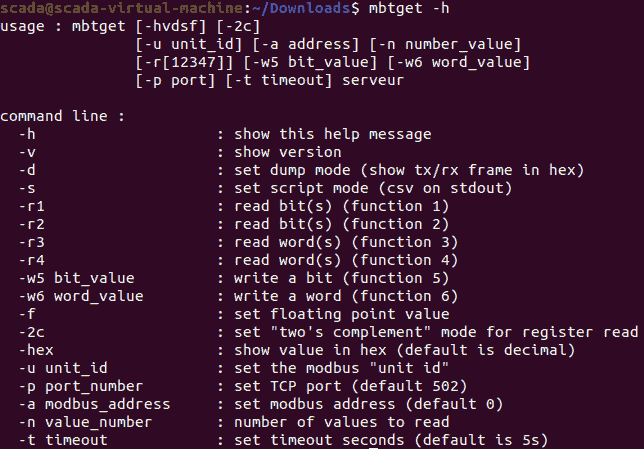 scada@scada-virtual-machine:~/Downloads$ mbtget -h
usage : mbtget [-hvdsf] [-2c]
               [-u unit_id] [-a address] [-n number_value]
               [-r[12347]] [-w5 bit_value] [-w6 word_value]
               [-p port] [-t timeout] serveur

command line :
  -h                    : show this help message
  -v                    : show version
  -d                    : set dump mode (show tx/rx frame in hex)
  -s                    : set script mode (csv on stdout)
  -r1                   : read bit(s) (function 1)
  -r2                   : read bit(s) (function 2)
  -r3                   : read word(s) (function 3)
  -r4                   : read word(s) (function 4)
  -w5 bit_value         : write a bit (function 5)
  -w6 word_value        : write a word (function 6)
  -f                    : set floating point value
  -2c                   : set "two's complement" mode for register read
  -hex                  : show value in hex (default is decimal)
  -u unit_id            : set the modbus "unit id"
  -p port_number        : set TCP port (default 502)
  -a modbus_address     : set modbus address (default 0)
  -n value_number       : number of values to read
  -t timeout            : set timeout seconds (default is 5s)